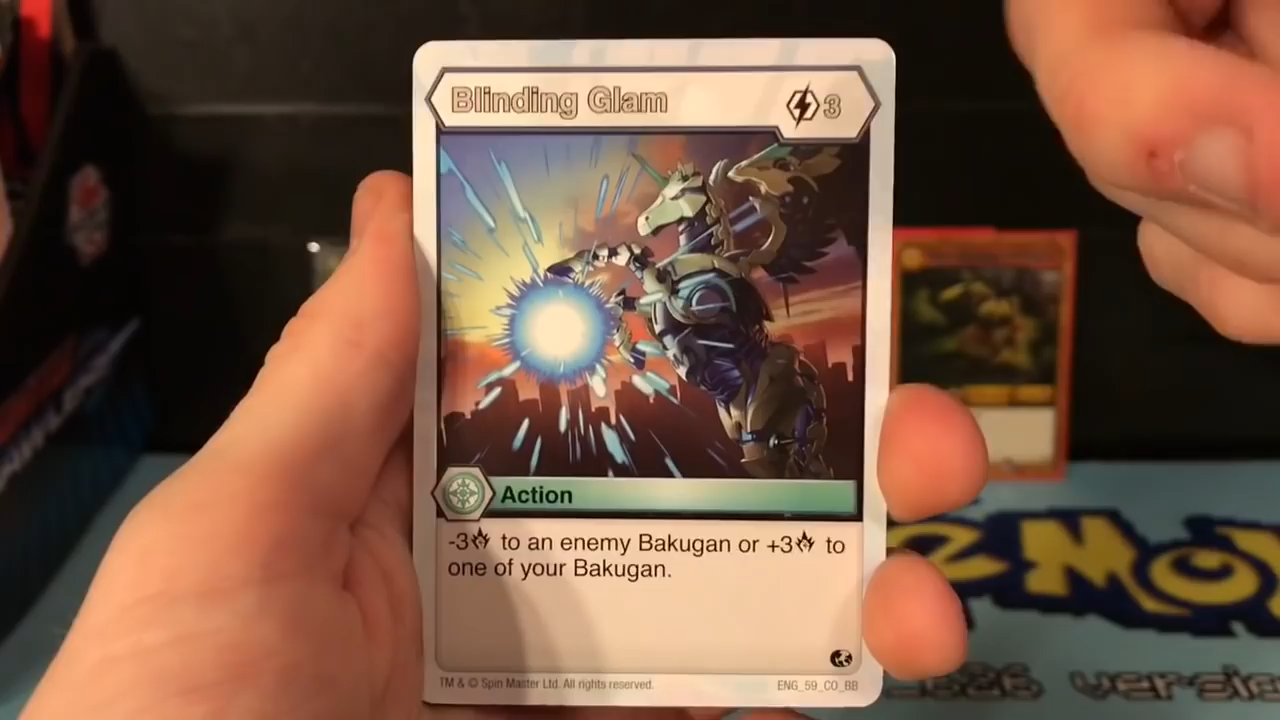 Blinding Glam
3
Action
-3 to an enemy Bakugan or +3 to
one of your Bakugan.
TM & © Spin Master Ltd. All rights reserved.
ENG_59_CO_BB